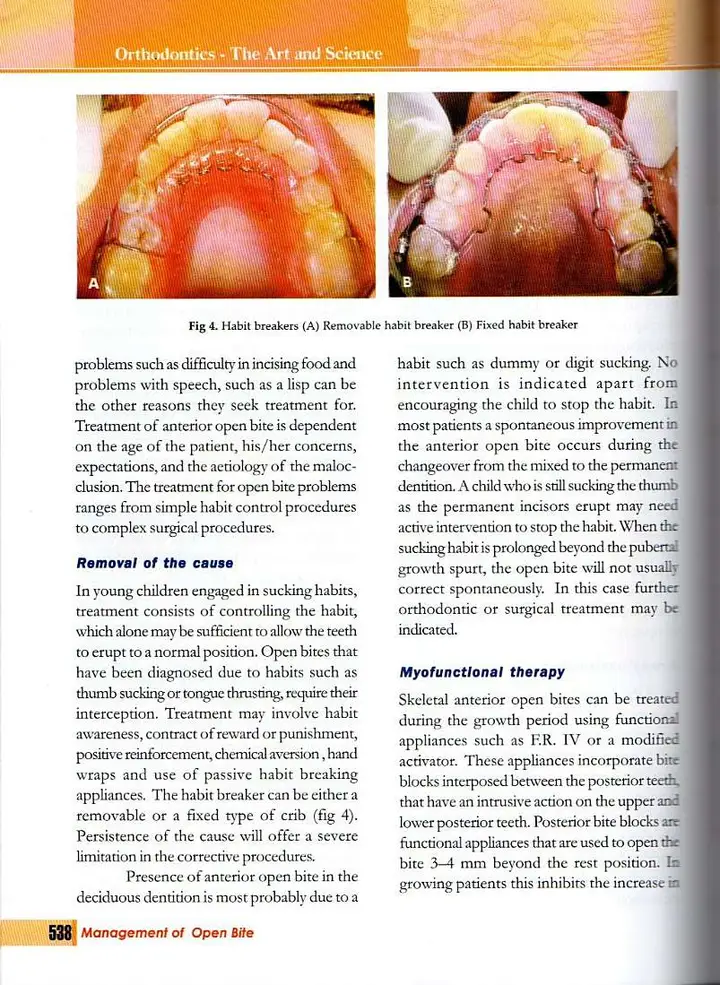 Orthodontics - The Art and Science
A
B
Fig 4. Habit breakers (A) Removable habit breaker (B) Fixed habit breaker
problems such as difficulty in incising food and
problems with speech, such as a lisp can be
the other reasons they seek treatment for.
Treatment of anterior open bite is dependent
on the age of the patient, his/her concerns,
expectations, and the aetiology of the maloc-
clusion. The treatment for open bite problems
ranges from simple habit control procedures
to complex surgical procedures.
Removal of the cause
In young children engaged in sucking habits,
treatment consists of controlling the habit,
which alone may be sufficient to allow the teeth
to erupt to a normal position. Open bites that
have been diagnosed due to habits such as
thumb sucking or tongue thrusting, require their
interception. Treatment may involve habit
awareness, contract of reward or punishment,
positive reinforcement, chemical aversion , hand
wraps and use of passive habit breaking
appliances. The habit breaker can be either a
removable or a fixed type of crib (fig 4).
Persistence of the cause will offer a severe
limitation in the corrective procedures.
Presence of anterior open bite in the
deciduous dentition is most probably due to a
habit such as dummy or digit sucking. No
intervention is indicated apart from
encouraging the child to stop the habit. In
most patients a spontaneous improvement in
the anterior open bite occurs during the
changeover from the mixed to the permanent
dentition. A child who is still sucking the thumb
as the permanent incisors erupt may need
active intervention to stop the habit. When the
sucking habit is prolonged beyond the pubertal
growth spurt, the open bite will not usually
correct spontaneously. In this case further
orthodontic or surgical treatment may be
indicated.
Myofunctional therapy
Skeletal anterior open bites can be treated
during the growth period using functional
appliances such as F.R. IV or a modified
activator. These appliances incorporate bite
blocks interposed between the posterior teeth,
that have an intrusive action on the upper and
lower posterior teeth. Posterior bite blocks are
functional appliances that are used to open the
bite 3–4 mm beyond the rest position. In
growing patients this inhibits the increase in
538 Management of Open Bite